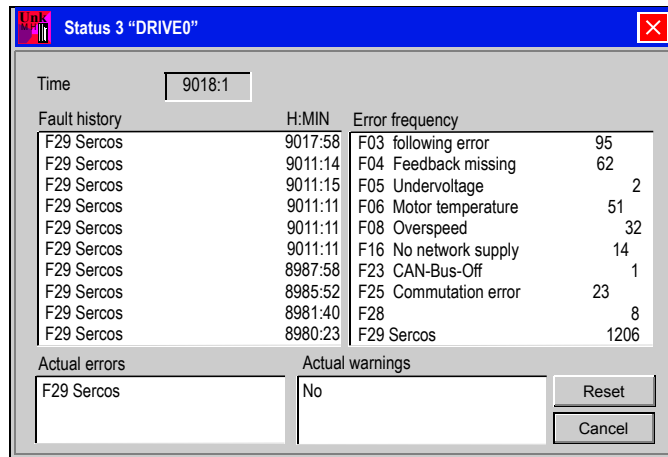 Unk
M.H
Status 3 “DRIVE0”
Time 9018:1
Fault history H:MIN
F29 Sercos 9017:58
F29 Sercos 9011:14
F29 Sercos 9011:15
F29 Sercos 9011:11
F29 Sercos 9011:11
F29 Sercos 9011:11
F29 Sercos 8987:58
F29 Sercos 8985:52
F29 Sercos 8981:40
F29 Sercos 8980:23
Error frequency
F03 following error 95
F04 Feedback missing 62
F05 Undervoltage 2
F06 Motor temperature 51
F08 Overspeed 32
F16 No network supply 14
F23 CAN-Bus-Off 1
F25 Commutation error 23
F28 8
F29 Sercos 1206
Actual errors
F29 Sercos
Actual warnings
No
Reset
Cancel